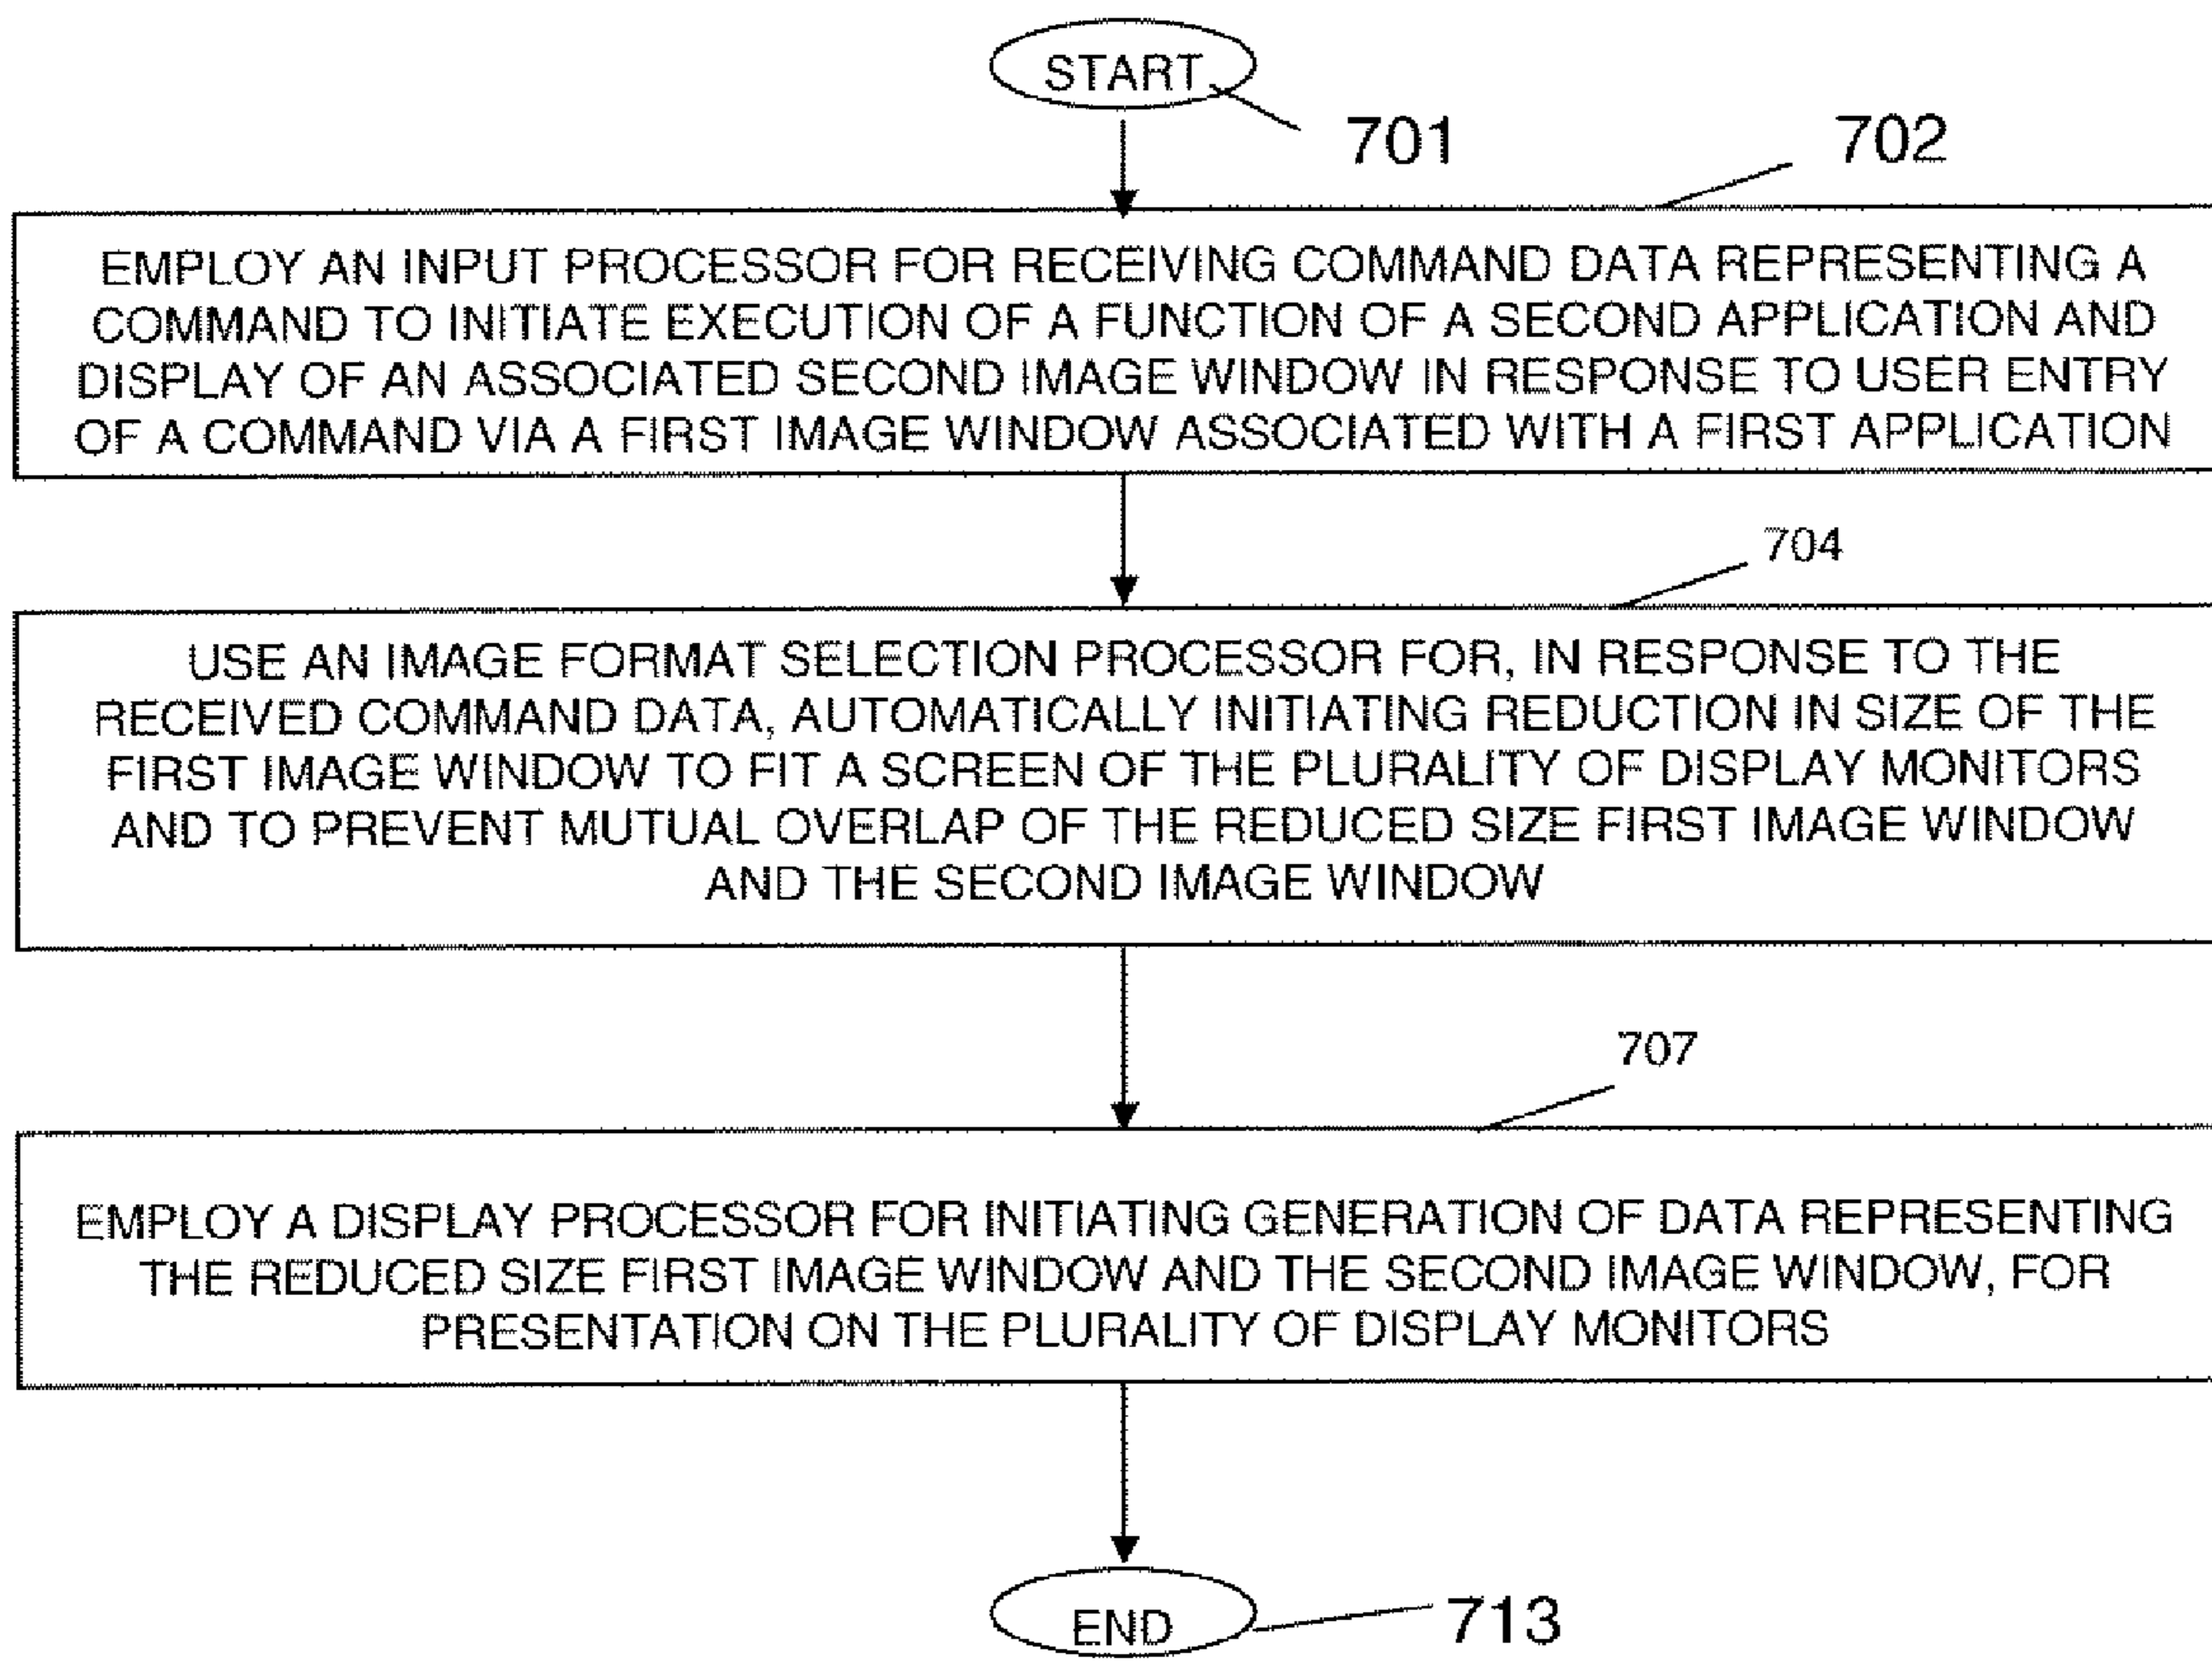 START
701
702
EMPLOY AN INPUT PROCESSOR FOR RECEIVING COMMAND DATA REPRESENTING A
COMMAND TO INITIATE EXECUTION OF A FUNCTION OF A SECOND APPLICATION AND
DISPLAY OF AN ASSOCIATED SECOND IMAGE WINDOW IN RESPONSE TO USER ENTRY
OF A COMMAND VIA A FIRST IMAGE WINDOW ASSOCIATED WITH A FIRST APPLICATION
704
USE AN IMAGE FORMAT SELECTION PROCESSOR FOR, IN RESPONSE TO THE
RECEIVED COMMAND DATA, AUTOMATICALLY INITIATING REDUCTION IN SIZE OF THE
FIRST IMAGE WINDOW TO FIT A SCREEN OF THE PLURALITY OF DISPLAY MONITORS
AND TO PREVENT MUTUAL OVERLAP OF THE REDUCED SIZE FIRST IMAGE WINDOW
AND THE SECOND IMAGE WINDOW
707
EMPLOY A DISPLAY PROCESSOR FOR INITIATING GENERATION OF DATA REPRESENTING
THE REDUCED SIZE FIRST IMAGE WINDOW AND THE SECOND IMAGE WINDOW, FOR
PRESENTATION ON THE PLURALITY OF DISPLAY MONITORS
END
713